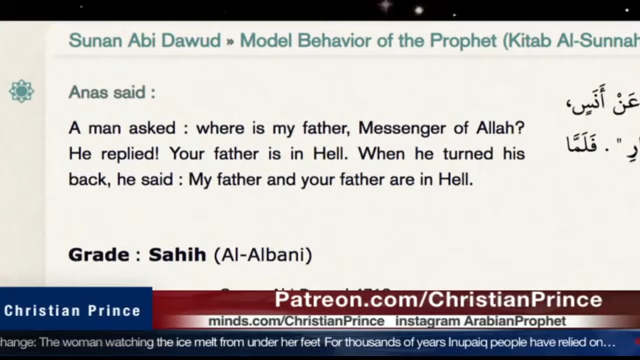 Sunan Abi Dawud » Model Behavior of the Prophet (Kitab Al-Sunnah
Anas said :
عَنْ أَنَسٍ،
A man asked : where is my father, Messenger of Allah?
He replied! Your father is in Hell. When he turned his
فَلَمَّا . "
back, he said : My father and your father are in Hell.
Grade : Sahih (Al-Albani)
Christian Prince
Patreon.com/ChristianPrince
minds.com/ChristianPrince instagram ArabianProphet
hange: The woman watching the ice melt from under her feet For thousands of years Inupaiq people have relied on…